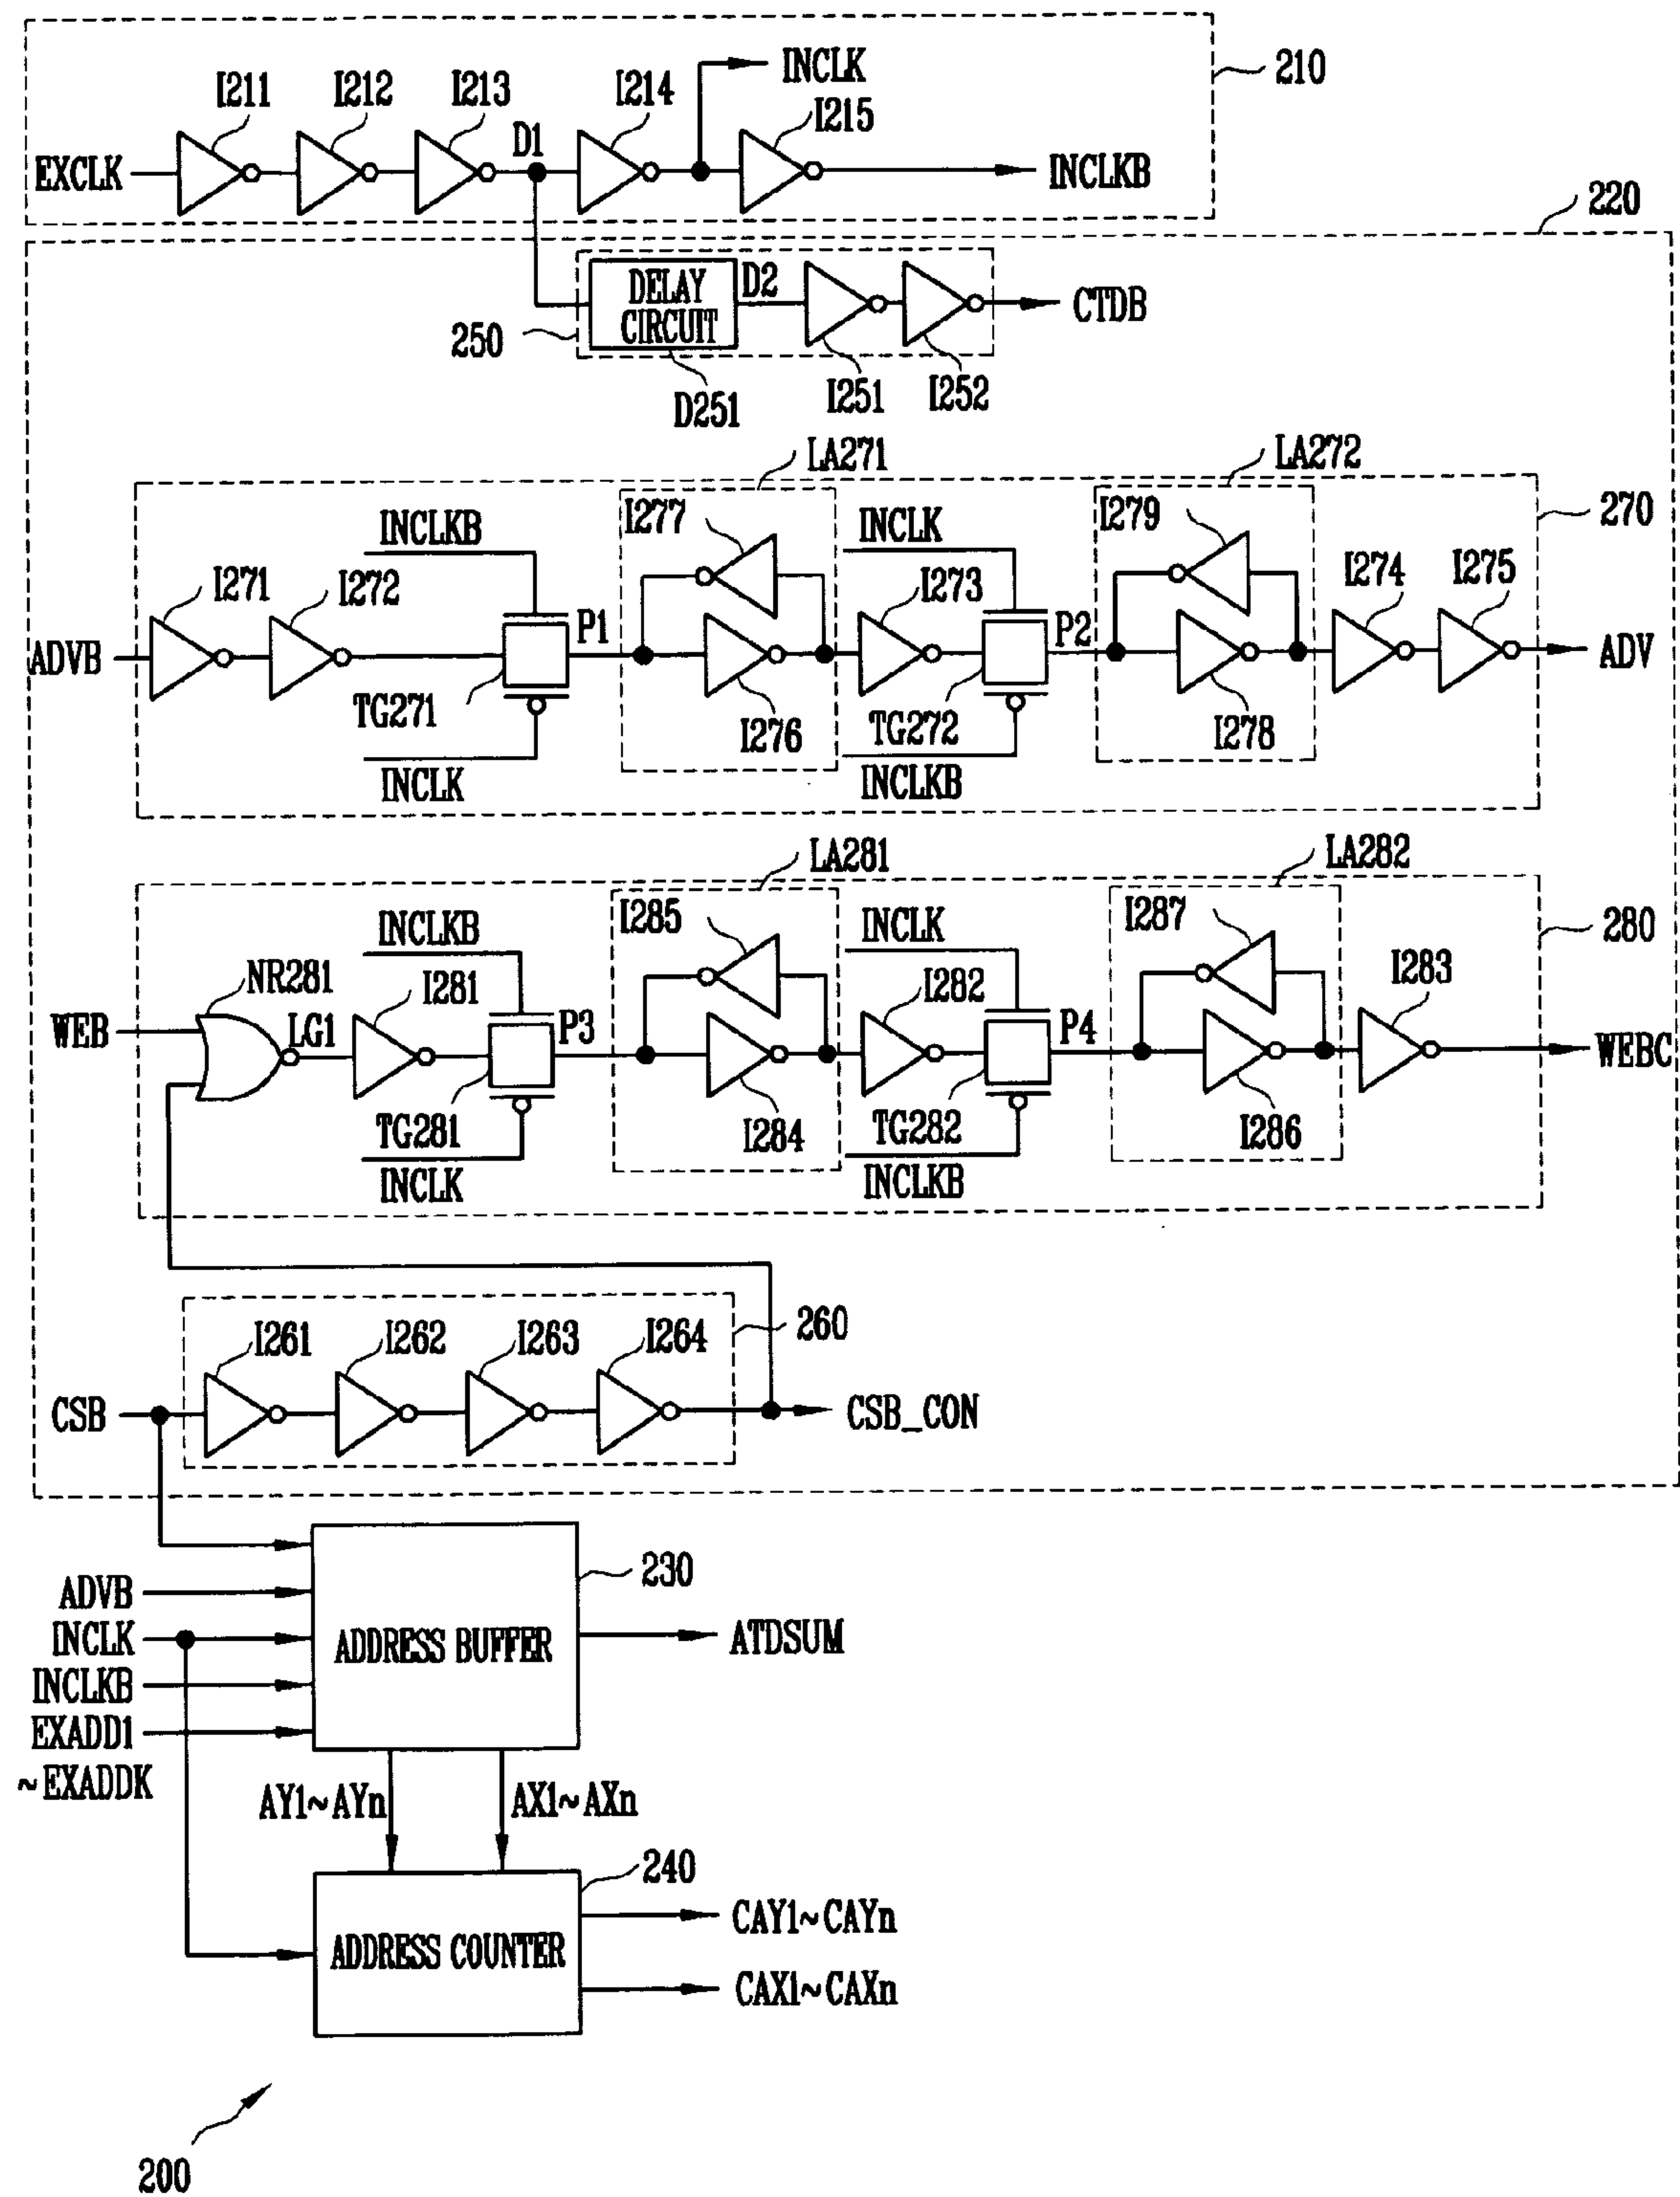 INCLK
210
I211
I212
I213
I214
I215
D1
EXCLK
INCLKB
220
DELAY
CIRCUIT
D2
CTDB
250
D251
I251
I252
LA271
LA272
I277
INCLKB
INCLK
I279
270
I271
I272
I273
I274
I275
P1
P2
ADVB
ADV
TG271
I276
TG272
I278
INCLK
INCLKB
LA281
LA282
I285
INCLKB
INCLK
I287
280
NR281
I281
I282
I283
WEB
LG1
P3
P4
WEBC
TG281
I284
TG282
I286
INCLK
INCLKB
260
I261
I262
I263
I264
CSB
CSB_CON
230
ADVB
INCLK
ADDRESS BUFFER
ATDSUM
INCLKB
EXADD1
~EXADDK
AY1~AYn
AX1~AXn
240
CAY1~CAYn
ADDRESS COUNTER
CAX1~CAXn
200